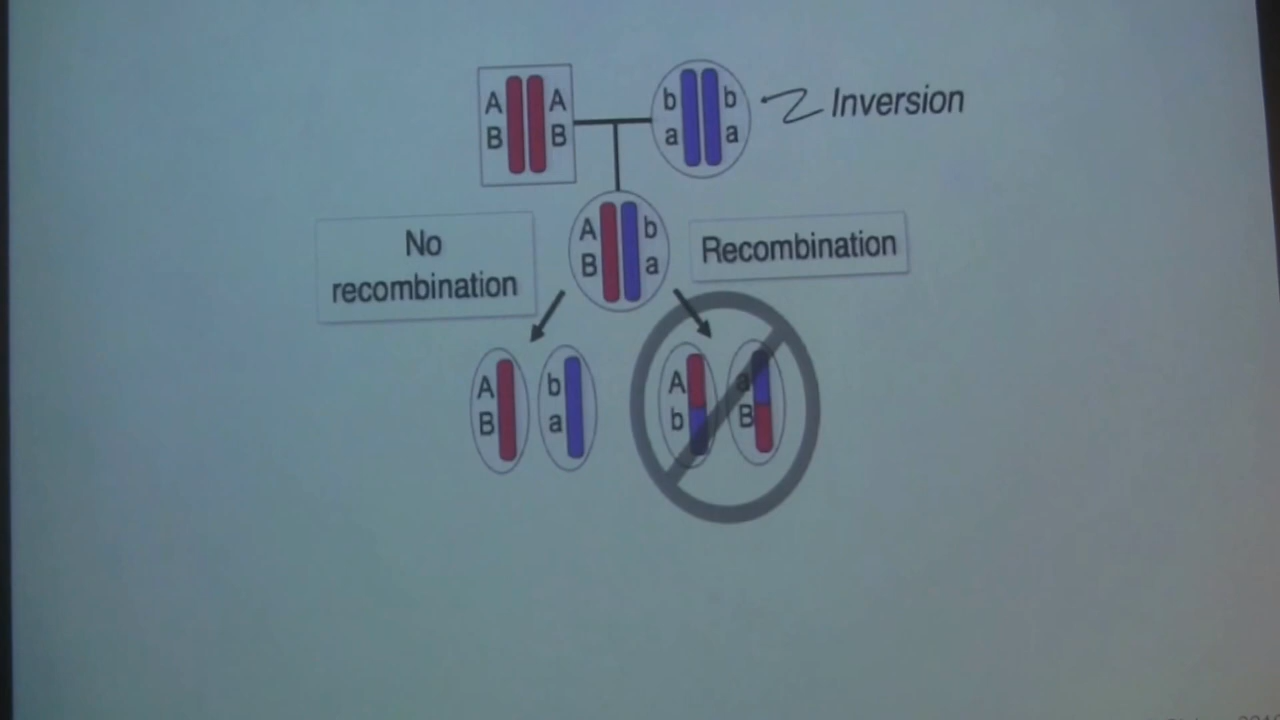 A A
B B
b b
a a
Inversion
No
recombination
A b
B a
Recombination
A
B
b
a
A
b
a
B